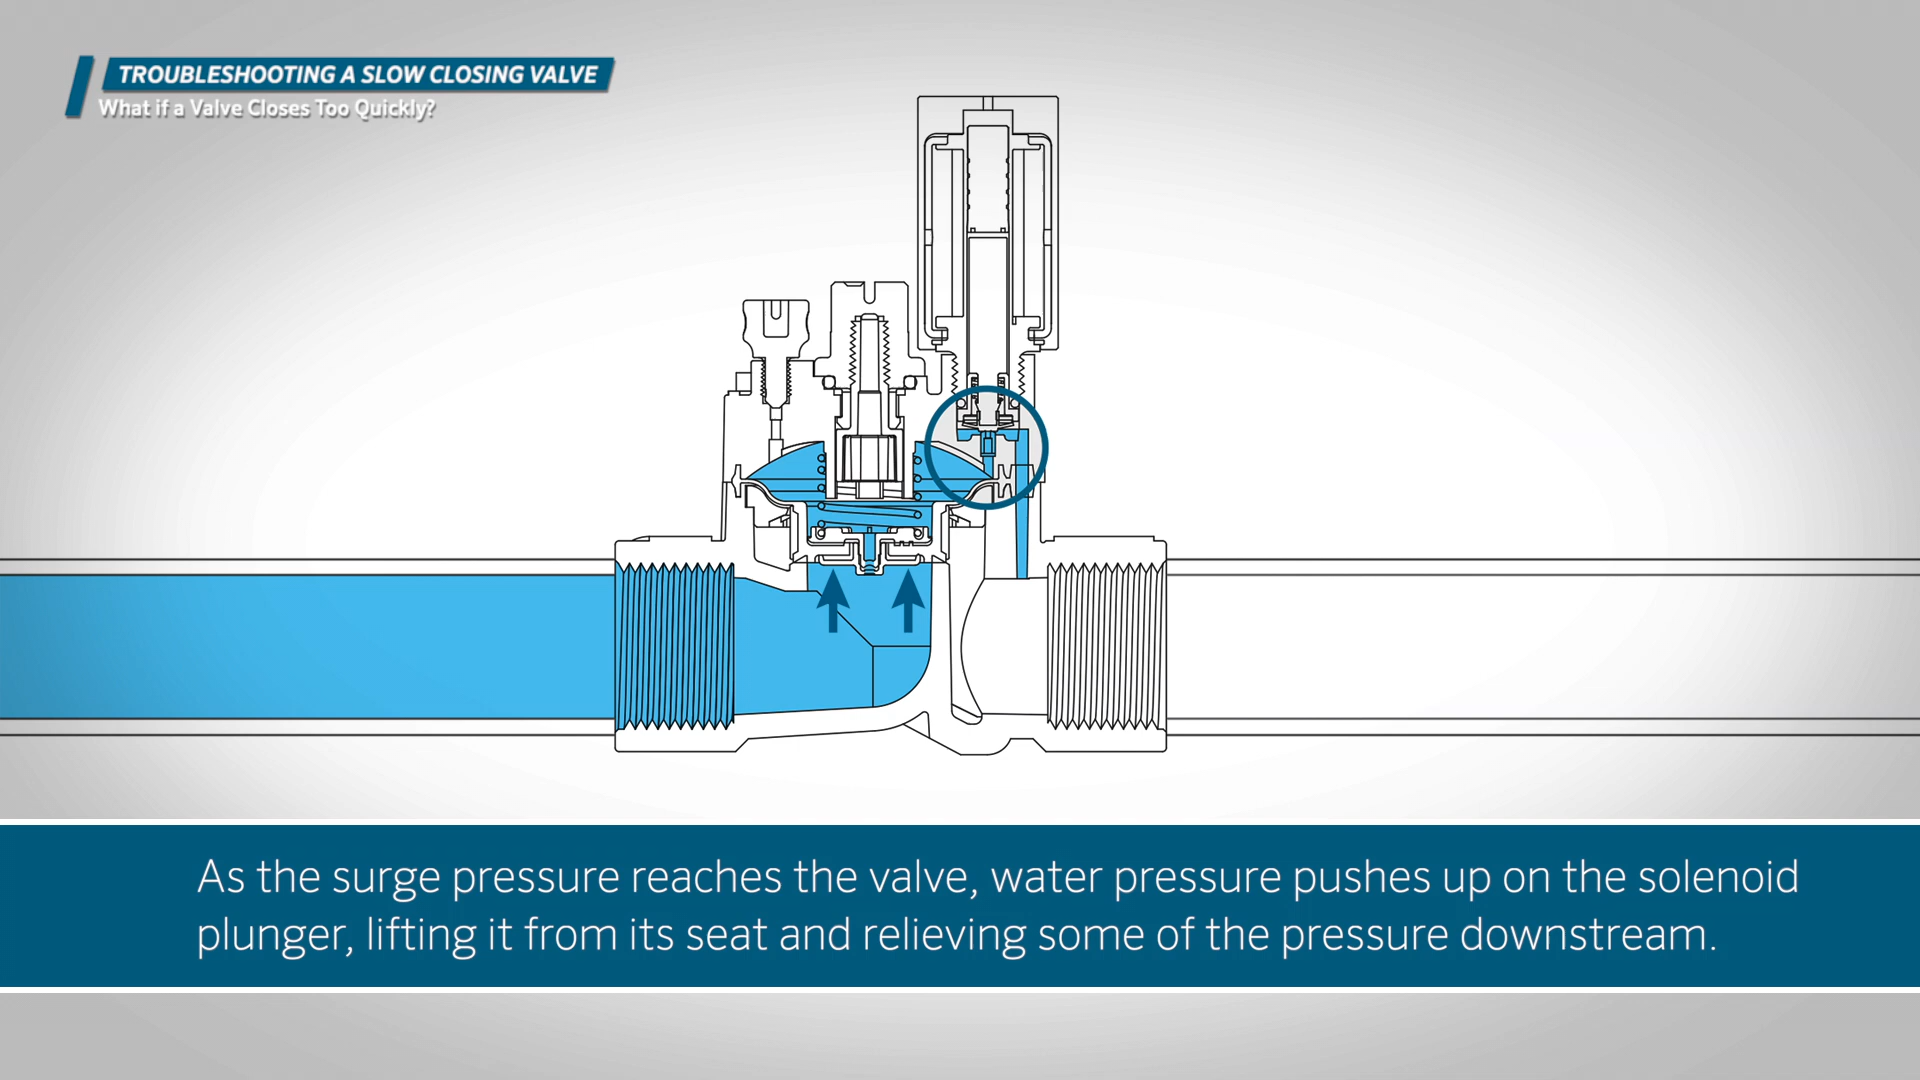 TROUBLESHOOTING A SLOW CLOSING VALVE
What if a Valve Closes Too Quickly?
As the surge pressure reaches the valve, water pressure pushes up on the solenoid
plunger, lifting it from its seat and relieving some of the pressure downstream.